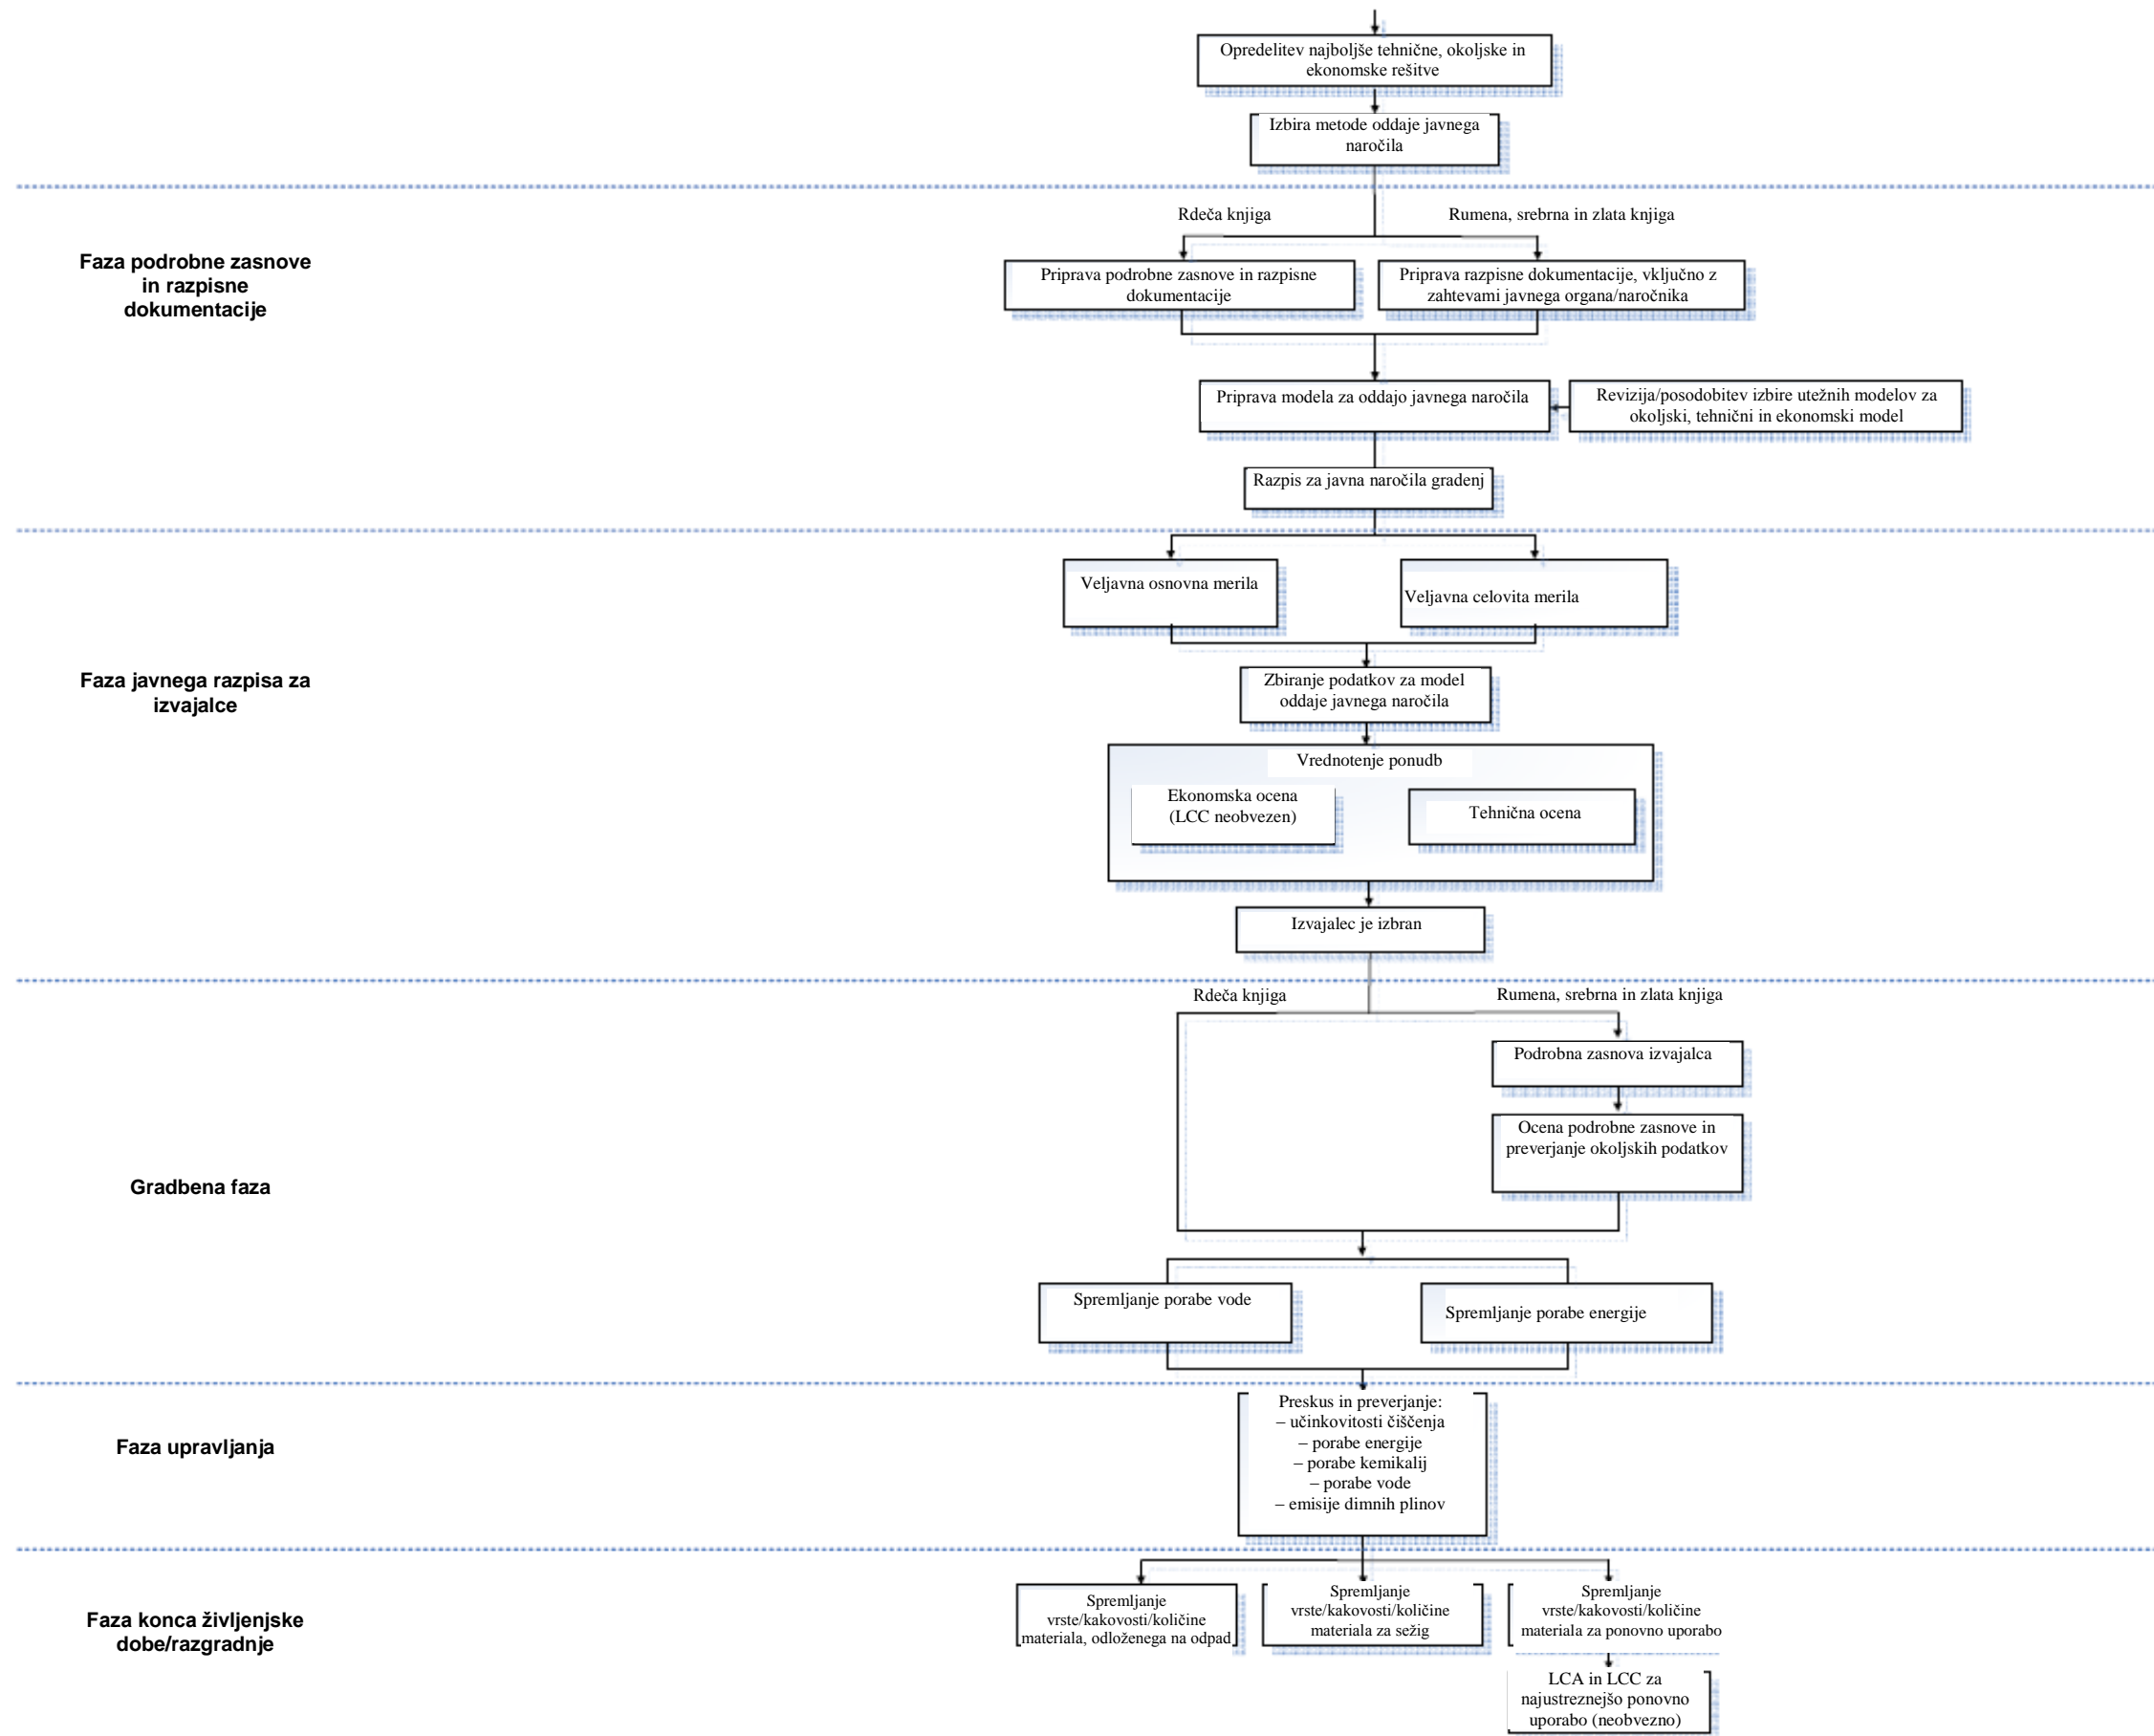 Opredelitev najboljše tehnične, okoljske in
ekonomske rešitve
Izbira metode oddaje javnega
naročila
Faza podrobne zasnove
in razpisne
dokumentacije
Rdeča knjiga
Rumena, srebrna in zlata knjiga
Priprava podrobne zasnove in razpisne
dokumentacije
Priprava razpisne dokumentacije, vključno z
zahtevami javnega organa/naročnika
Priprava modela za oddajo javnega naročila
Revizija/posodobitev izbire utežnih modelov za
okoljski, tehnični in ekonomski model
Razpis za javna naročila gradenj
Faza javnega razpisa za
izvajalce
Veljavna osnovna merila
Veljavna celovita merila
Zbiranje podatkov za model
oddaje javnega naročila
Vrednotenje ponudb
Ekonomska ocena
(LCC neobvezen)
Tehnična ocena
Izvajalec je izbran
Gradbena faza
Rdeča knjiga
Rumena, srebrna in zlata knjiga
Podrobna zasnova izvajalca
Ocena podrobne zasnove in
preverjanje okoljskih podatkov
Spremljanje porabe vode
Spremljanje porabe energije
Faza upravljanja
Preskus in preverjanje:
– učinkovitosti čiščenja
– porabe energije
– porabe kemikalij
– porabe vode
– emisije dimnih plinov
Faza konca življenjske
dobe/razgradnje
Spremljanje
vrste/kakovosti/količine
materiala, odloženega na odpad
Spremljanje
vrste/kakovosti/količine
materiala za sežig
Spremljanje
vrste/kakovosti/količine
materiala za ponovno uporabo
LCA in LCC za
najustreznejšo ponovno
uporabo (neobvezno)